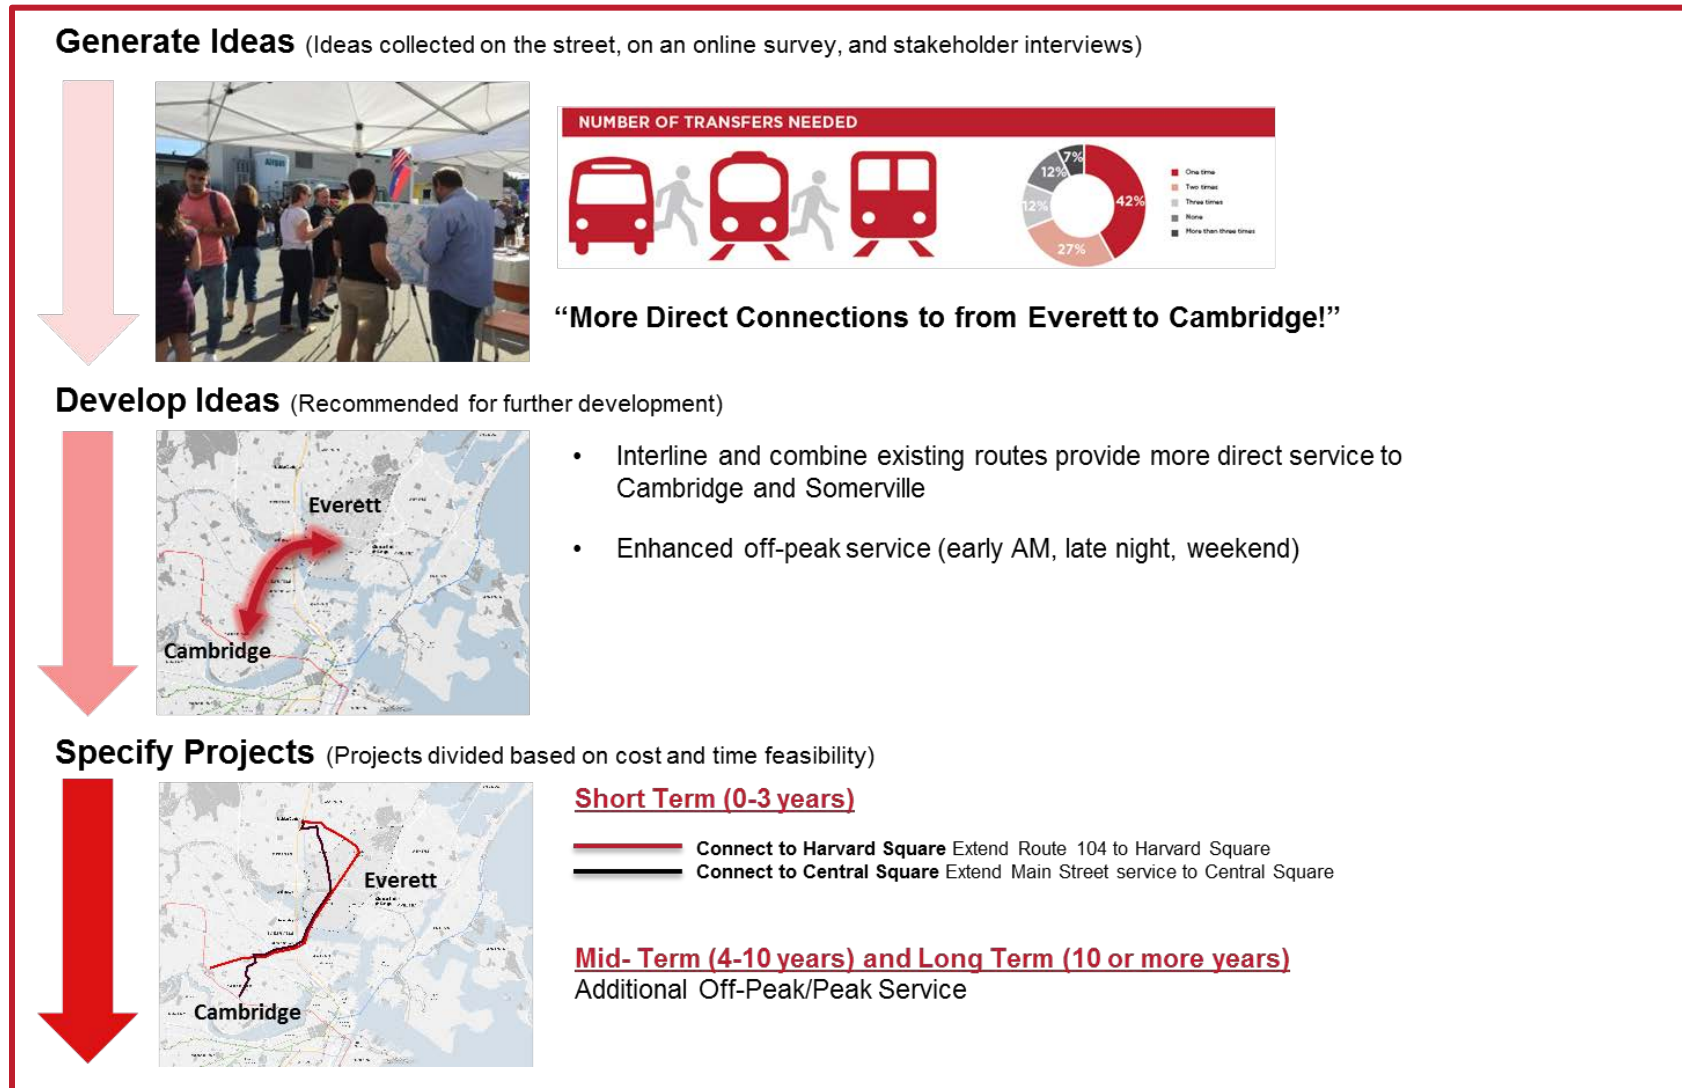 Generate Ideas (Ideas collected on the street, on an online survey, and stakeholder interviews)
NUMBER OF TRANSFERS NEEDED
7%
12%
12%
42%
27%
One time
Two times
Three times
None
More than three times
“More Direct Connections to from Everett to Cambridge!”
Develop Ideas (Recommended for further development)
Everett
Cambridge
• Interline and combine existing routes provide more direct service to
Cambridge and Somerville
• Enhanced off-peak service (early AM, late night, weekend)
Specify Projects (Projects divided based on cost and time feasibility)
Everett
Cambridge
Short Term (0-3 years)
Connect to Harvard Square Extend Route 104 to Harvard Square
Connect to Central Square Extend Main Street service to Central Square
Mid- Term (4-10 years) and Long Term (10 or more years)
Additional Off-Peak/Peak Service